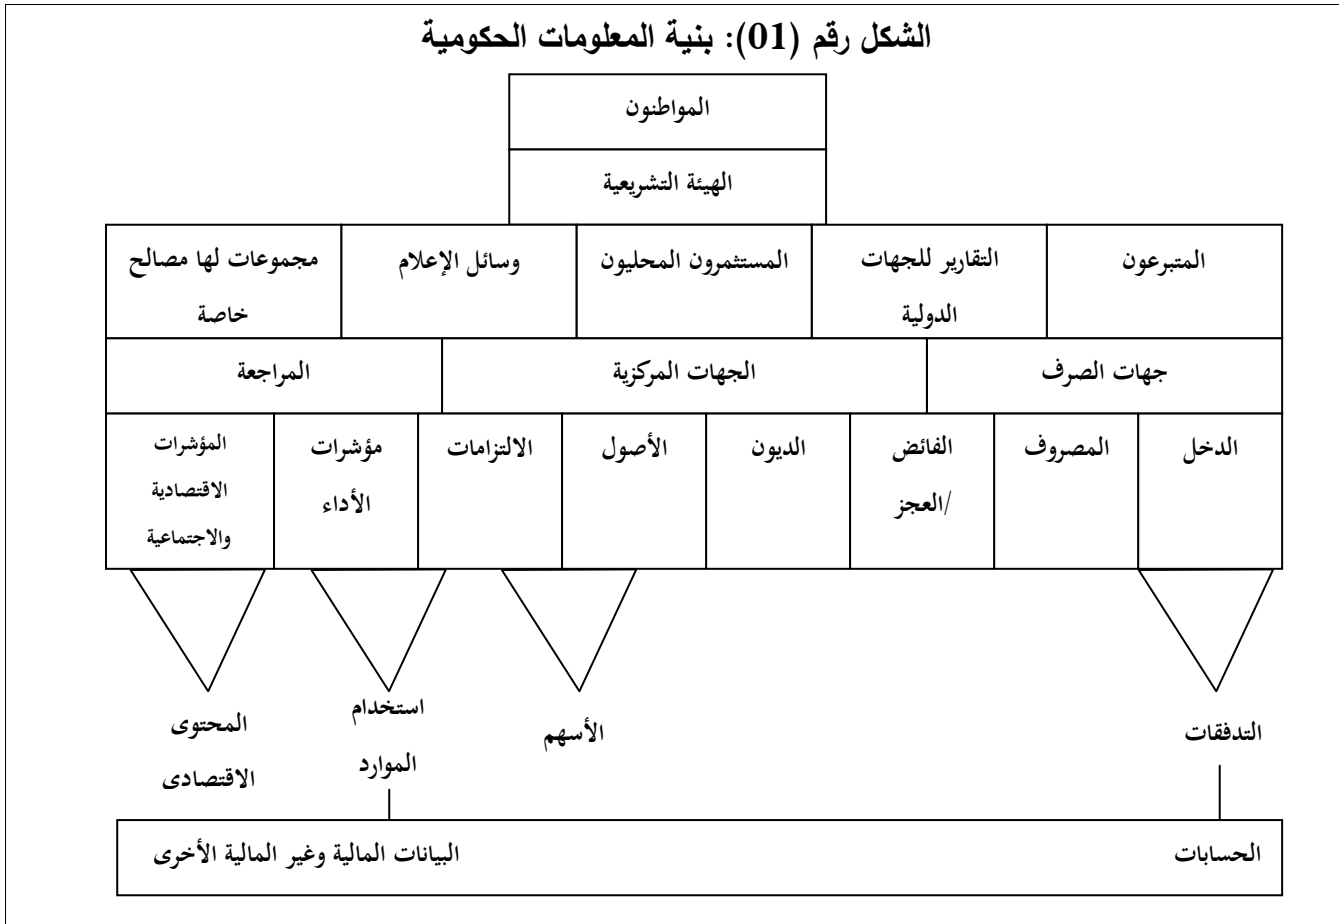 الشكل رقم (01): بنية المعلومات الحكومية
المواطنون
الهيئة التشريعية
المتبرعون
التقارير للجهات
الدولية
المستثمرون المحليون
وسائل الإعلام
مجموعات لها مصالح
خاصة
جهات الصرف
الجهات المركزية
المراجعة
الدخل
المصروف
الفائض
/العجز
الديون
الأصول
الالتزامات
مؤشرات
الأداء
المؤشرات
الاقتصادية
والاجتماعية
التدفقات
الأسهم
استخدام
الموارد
المحتوى
الاقتصادى
الحسابات
البيانات المالية وغير المالية الأخرى